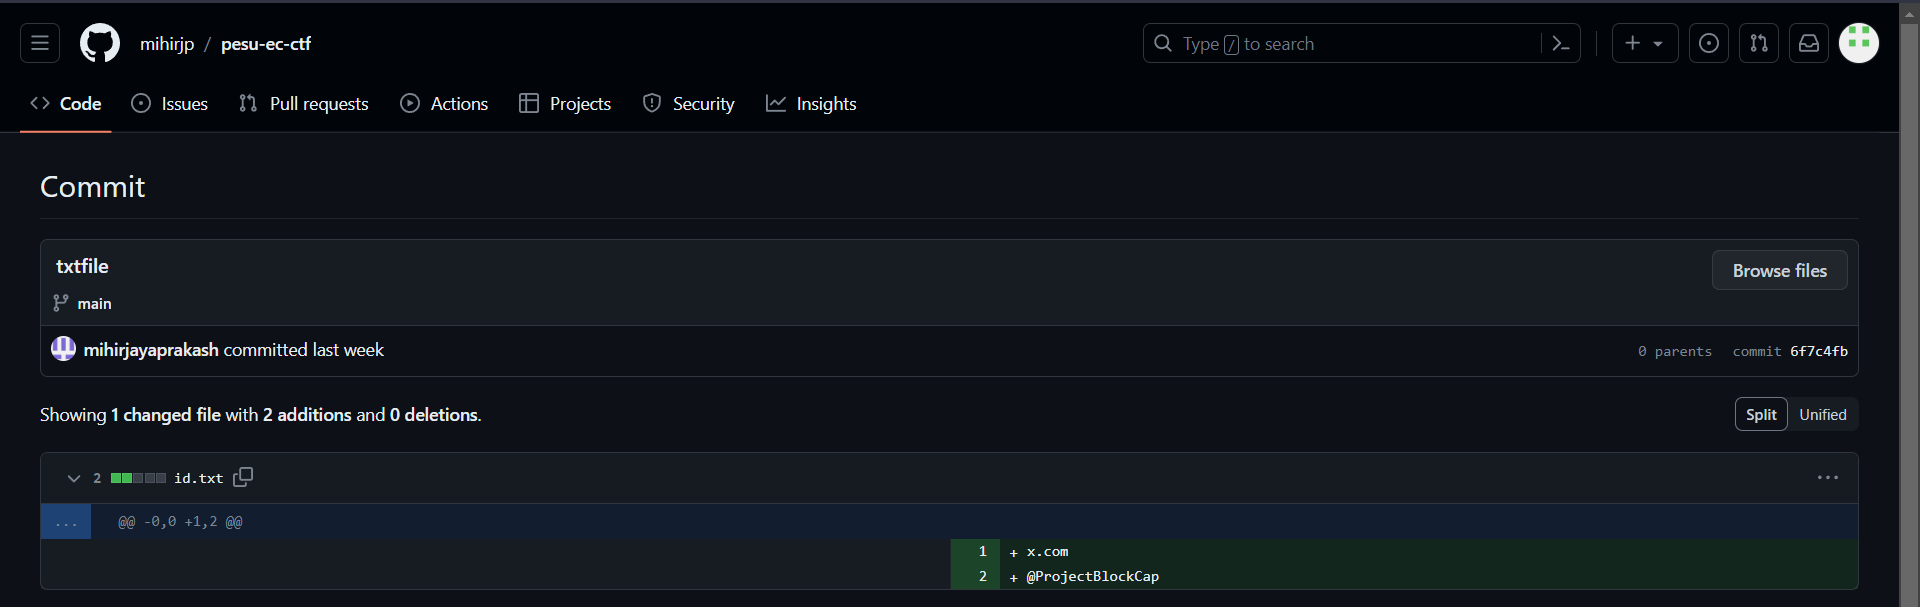 mihirjp / pesu-ec-ctf
Type / to search
Code Issues Pull requests Actions Projects Security Insights
Commit
txtfile
Browse files
main
mihirjayaprakash committed last week
0 parents commit 6f7c4fb
Showing 1 changed file with 2 additions and 0 deletions.
Split Unified
2 id.txt
... @@ -0,0 +1,2 @@
1 + x.com
2 + @ProjectBlockCap